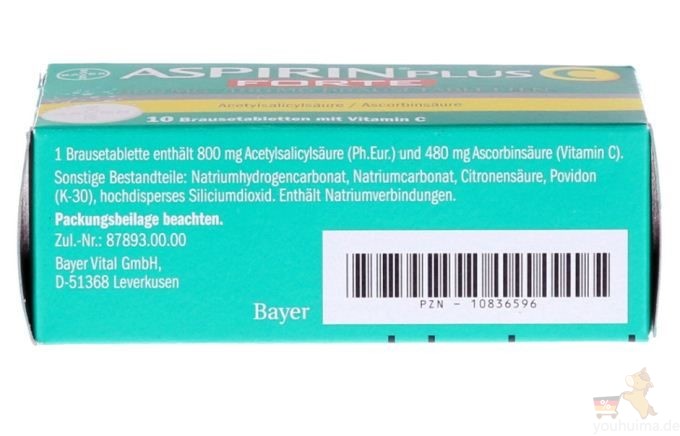 ASPIRIN® PLUS C
FORTE
Acetylsalicylsäure / Ascorbinsäure
10 Brausetabletten mit Vitamin C
1 Brausetablette enthält 800 mg Acetylsalicylsäure (Ph.Eur.) und 480 mg Ascorbinsäure (Vitamin C).
Sonstige Bestandteile: Natriumhydrogencarbonat, Natriumcarbonat, Citronensäure, Povidon
(K-30), hochdisperses Siliciumdioxid. Enthält Natriumverbindungen.
Packungsbeilage beachten.
Zul.-Nr.: 87893.00.00
Bayer Vital GmbH,
D-51368 Leverkusen
Bayer
PZN - 10836596
youhuima.de